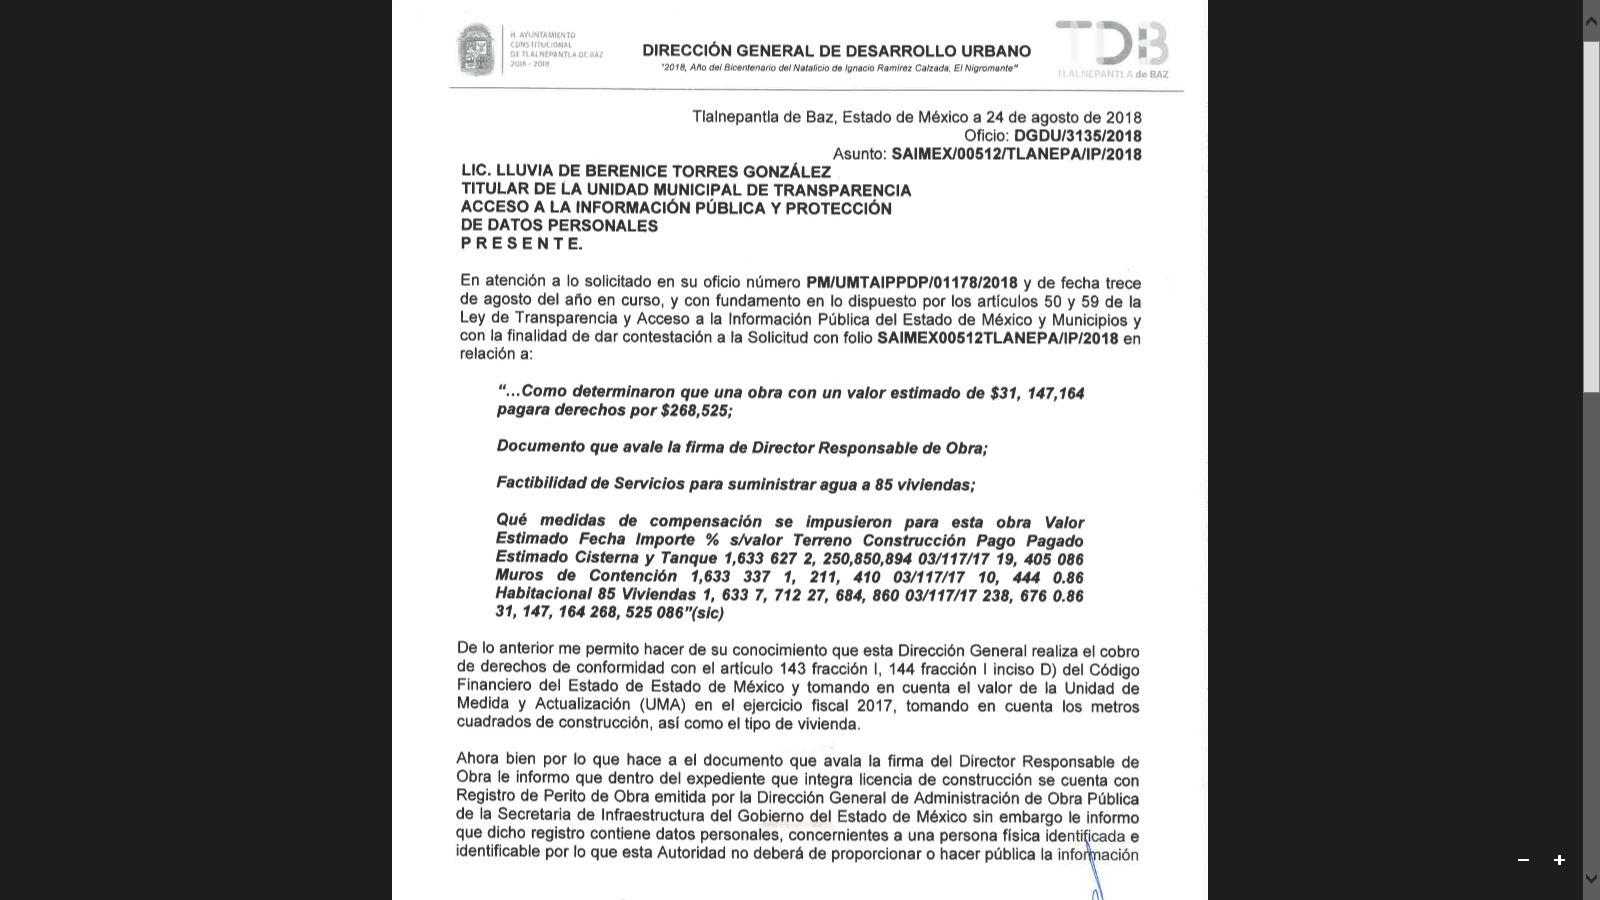 H. AYUNTAMIENTO
CONSTITUCIONAL
DE TLALNEPANTLA DE BAZ
2016 - 2018
DIRECCIÓN GENERAL DE DESARROLLO URBANO
"2018, Año del Bicentenario del Natalicio de Ignacio Ramírez Calzada, El Nigromante"
TDB
TLALNEPANTLA de BAZ
Tlalnepantla de Baz, Estado de México a 24 de agosto de 2018
Oficio: DGDU/3135/2018
Asunto: SAIMEX/00512/TLANEPA/IP/2018
LIC. LLUVIA DE BERENICE TORRES GONZÁLEZ
TITULAR DE LA UNIDAD MUNICIPAL DE TRANSPARENCIA
ACCESO A LA INFORMACIÓN PÚBLICA Y PROTECCIÓN
DE DATOS PERSONALES
P R E S E N T E.
En atención a lo solicitado en su oficio número PM/UMTAIPPDP/01178/2018 y de fecha trece
de agosto del año en curso, y con fundamento en lo dispuesto por los artículos 50 y 59 de la
Ley de Transparencia y Acceso a la Información Pública del Estado de México y Municipios y
con la finalidad de dar contestación a la Solicitud con folio SAIMEX00512TLANEPA/IP/2018 en
relación a:
"...Como determinaron que una obra con un valor estimado de $31, 147,164
pagara derechos por $268,525;
Documento que avale la firma de Director Responsable de Obra;
Factibilidad de Servicios para suministrar agua a 85 viviendas;
Qué medidas de compensación se impusieron para esta obra Valor
Estimado Fecha Importe % s/valor Terreno Construcción Pago Pagado
Estimado Cisterna y Tanque 1,633 627 2, 250,850,894 03/117/17 19, 405 086
Muros de Contención 1,633 337 1, 211, 410 03/117/17 10, 444 0.86
Habitacional 85 Viviendas 1, 633 7, 712 27, 684, 860 03/117/17 238, 676 0.86
31, 147, 164 268, 525 086"(sic)
De lo anterior me permito hacer de su conocimiento que esta Dirección General realiza el cobro
de derechos de conformidad con el artículo 143 fracción I, 144 fracción I inciso D) del Código
Financiero del Estado de Estado de México y tomando en cuenta el valor de la Unidad de
Medida y Actualización (UMA) en el ejercicio fiscal 2017, tomando en cuenta los metros
cuadrados de construcción, así como el tipo de vivienda.
Ahora bien por lo que hace a el documento que avala la firma del Director Responsable de
Obra le informo que dentro del expediente que integra licencia de construcción se cuenta con
Registro de Perito de Obra emitida por la Dirección General de Administración de Obra Pública
de la Secretaria de Infraestructura del Gobierno del Estado de México sin embargo le informo
que dicho registro contiene datos personales, concernientes a una persona física identificada e
identificable por lo que esta Autoridad no deberá de proporcionar o hacer pública la información